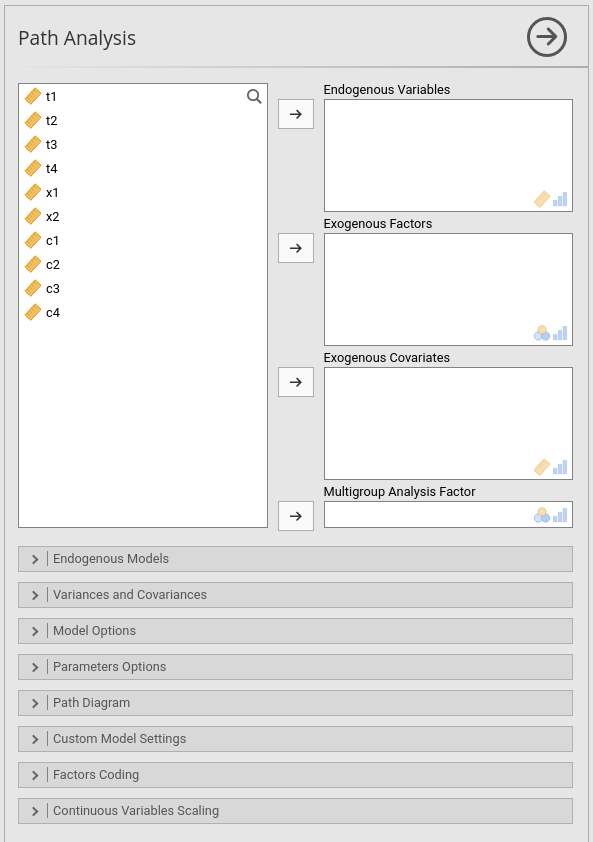 Path Analysis
t1
t2
t3
t4
x1
x2
c1
c2
c3
c4
Endogenous Variables
Exogenous Factors
Exogenous Covariates
Multigroup Analysis Factor
Endogenous Models
Variances and Covariances
Model Options
Parameters Options
Path Diagram
Custom Model Settings
Factors Coding
Continuous Variables Scaling